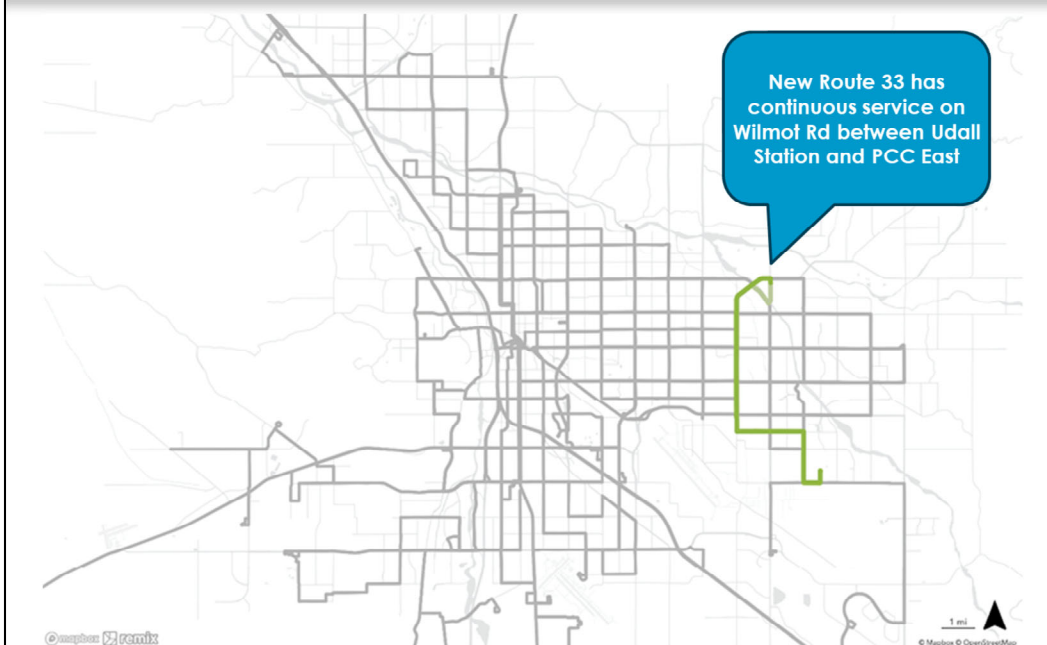 New Route 33 has
continuous service on
Wilmot Rd between Udall
Station and PCC East
1 mi
mapbox remix
© Mapbox © OpenStreetMap